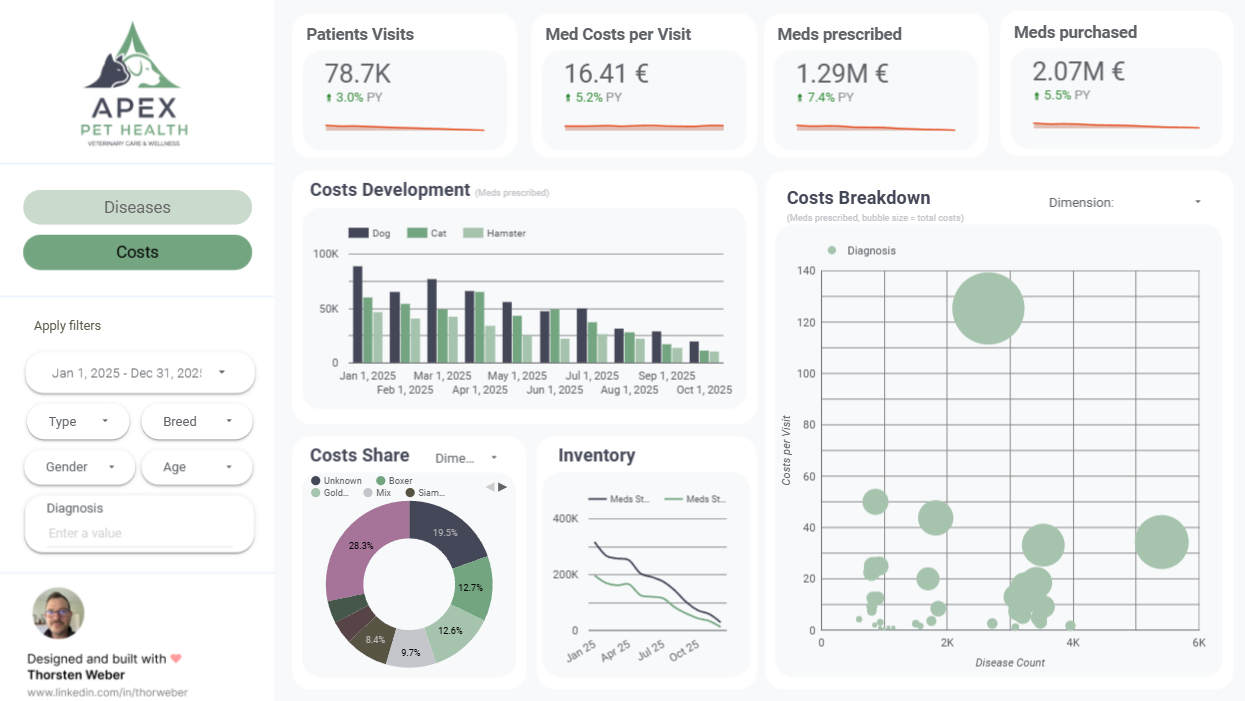 APEX
PET HEALTH
VETERINARY CARE & WELLNESS
Diseases
Costs
Apply filters
Jan 1, 2025 - Dec 31, 202
Type
Breed
Gender
Age
Diagnosis
Enter a value
Designed and built with ❤
Thorsten Weber
www.linkedin.com/in/thorweber
Patients Visits
78.7K
3.0% PY
Med Costs per Visit
16.41 €
5.2% PY
Meds prescribed
1.29M €
7.4% PY
Meds purchased
2.07M €
5.5% PY
Costs Development (Meds prescribed)
Dog Cat Hamster
100K
50K
0
Jan 1, 2025 Mar 1, 2025 May 1, 2025 Jul 1, 2025 Sep 1, 2025
Feb 1, 2025 Apr 1, 2025 Jun 1, 2025 Aug 1, 2025 Oct 1, 2025
Costs Share
Dime...
Unknown Boxer
Gold... Mix Siam...
28.3%
19.5%
12.7%
12.6%
9.7%
8.4%
Inventory
Meds St... Meds St...
400K
200K
0
Jan 25 Apr 25 Jul 25 Oct 25
Costs Breakdown
(Meds prescribed, bubble size = total costs)
Dimension:
Diagnosis
140
120
100
80
60
40
20
0
Costs per Visit
0 2K 4K 6K
Disease Count